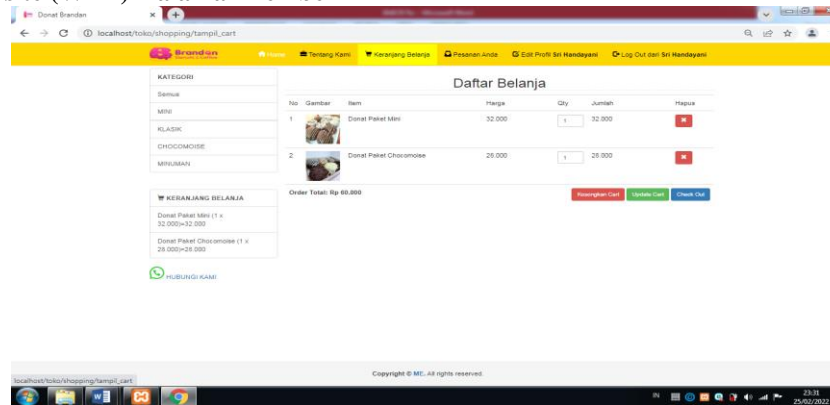 Donat Brandan
localhost/toko/shopping/tampil_cart
Brandan
Home Tentang Kami Keranjang Belanja Pesanan Anda Edit Profil Sri Handayani Log Out dari Sri Handayani
KATEGORI
Semua
MINI
KLASIK
CHOCOMOISE
MINUMAN
KERANJANG BELANJA
Donat Paket Mini (1 x
32.000)=32.000
Donat Paket Chocomoise (1 x
28.000)=28.000
HUBUNGI KAMI
Daftar Belanja
No Gambar Item Harga Qty Jumlah Hapus
1 Donat Paket Mini 32.000 1 32.000
2 Donat Paket Chocomoise 28.000 1 28.000
Order Total: Rp 60.000
Kosongkan Cart Update Cart Check Out
Copyright © ME. All rights reserved.
localhost/toko/shopping/tampil_cart
IN 23:31
25/02/2022